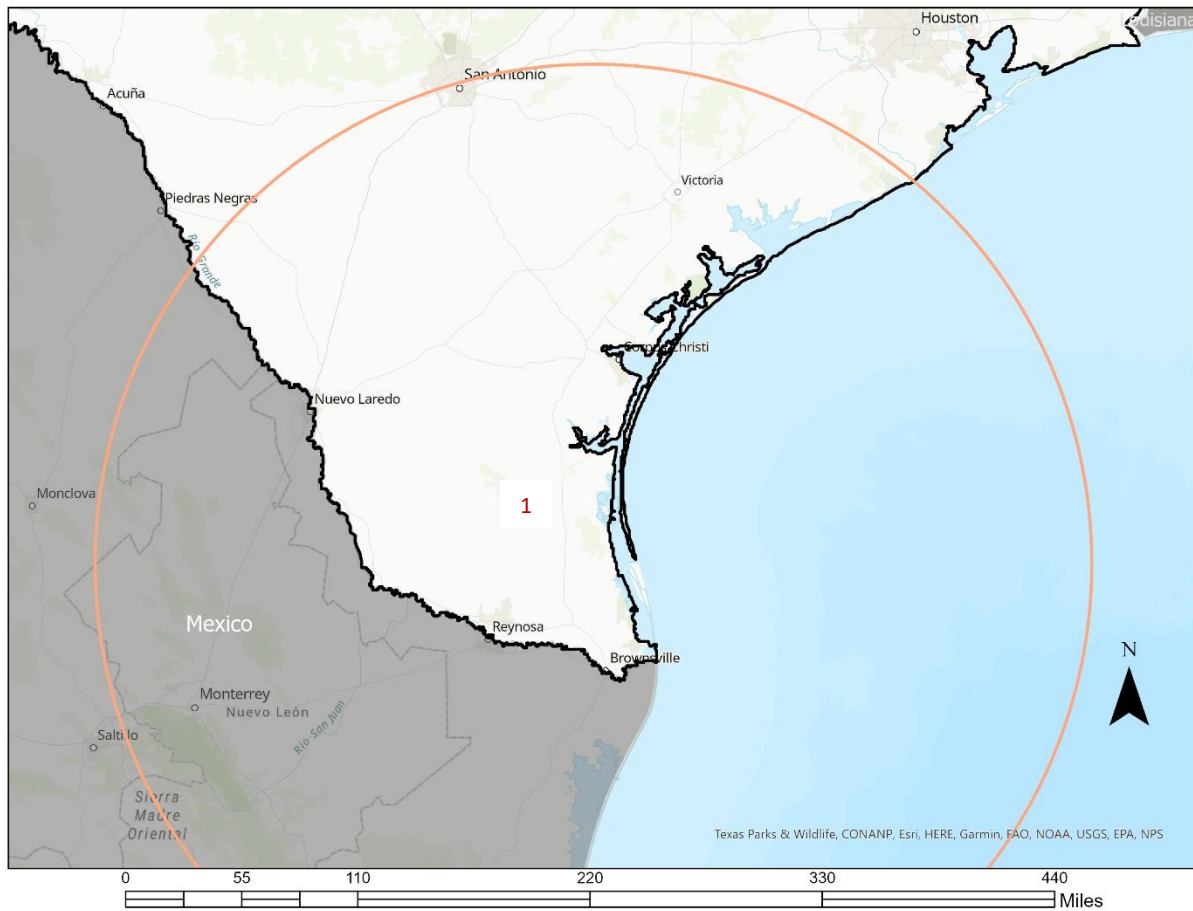 Louisiana
Houston
San Antonio
Acuña
Victoria
Piedras Negras
Rio Grande
Corpus Christi
Nuevo Laredo
Monclova
1
Mexico
Reynosa
Brownsville
N
Monterrey
Nuevo León
Rio San Juan
Saltillo
Sierra
Madre
Oriental
Texas Parks & Wildlife, CONANP, Esri, HERE, Garmin, FAO, NOAA, USGS, EPA, NPS
0 55 110 220 330 440
Miles